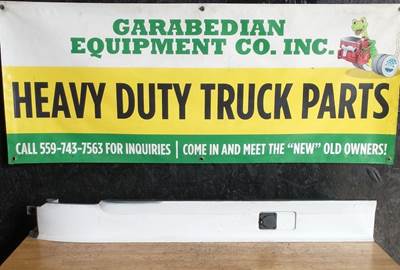 GARABEDIAN
EQUIPMENT CO. INC.
HEAVY DUTY TRUCK PARTS
CALL 559-743-7563 FOR INQUIRIES | COME IN AND MEET THE "NEW" OLD OWNERS!